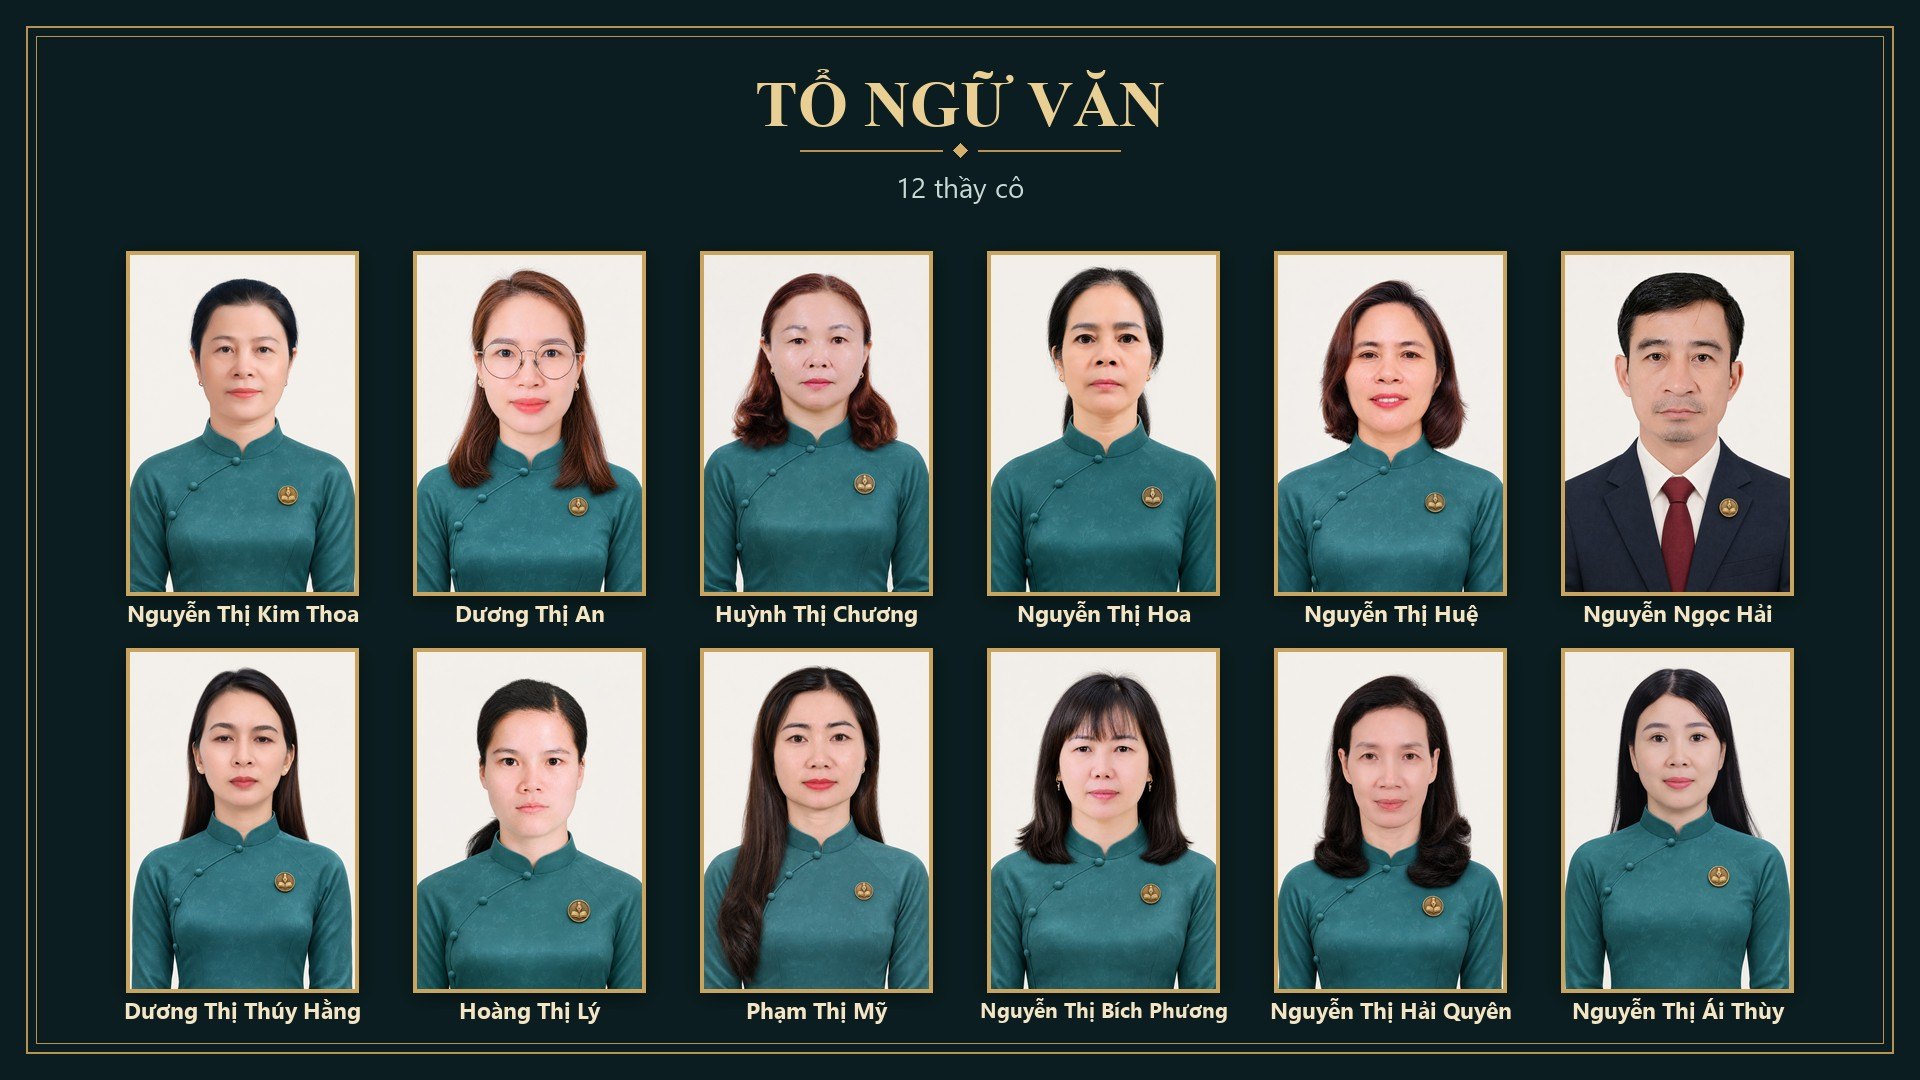 TỔ NGỮ VĂN
12 thầy cô
Nguyễn Thị Kim Thoa
Dương Thị An
Huỳnh Thị Chương
Nguyễn Thị Hoa
Nguyễn Thị Huệ
Nguyễn Ngọc Hải
Dương Thị Thúy Hằng
Hoàng Thị Lý
Phạm Thị Mỹ
Nguyễn Thị Bích Phương
Nguyễn Thị Hải Quyên
Nguyễn Thị Ái Thùy